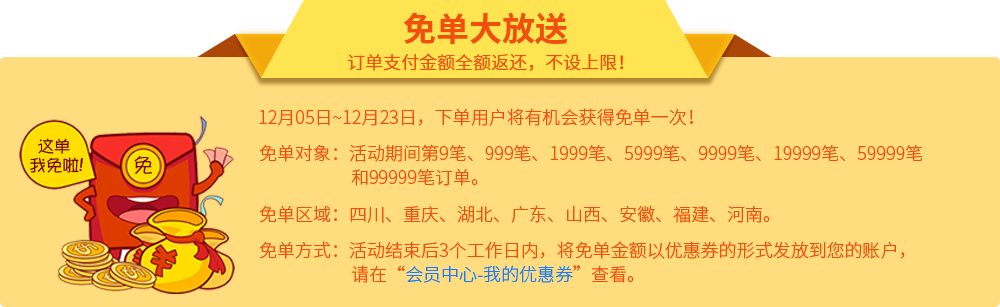 免单大放送
订单支付金额全额返还，不设上限！
12月05日~12月23日，下单用户将有机会获得免单一次！
这单
我免啦!
免
免单对象：活动期间第9笔、999笔、1999笔、5999笔、9999笔、19999笔、59999笔
和99999笔订单。
免单区域：四川、重庆、湖北、广东、山西、安徽、福建、河南。
免单方式：活动结束后3个工作日内，将免单金额以优惠券的形式发放到您的账户，
请在“会员中心-我的优惠券”查看。